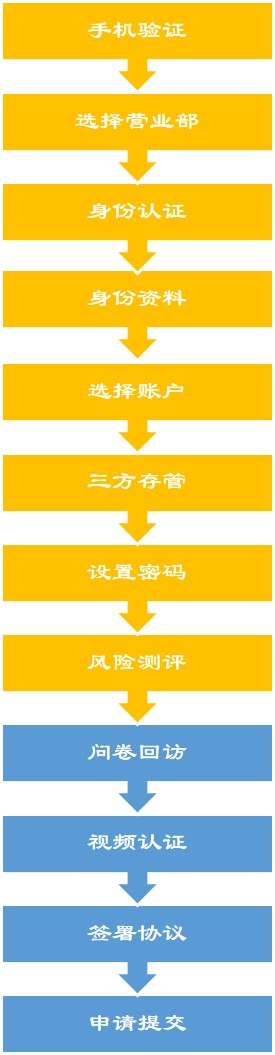 手机验证
选择营业部
身份认证
身份资料
选择账户
三方存管
设置密码
风险测评
问卷回访
视频认证
签署协议
申请提交